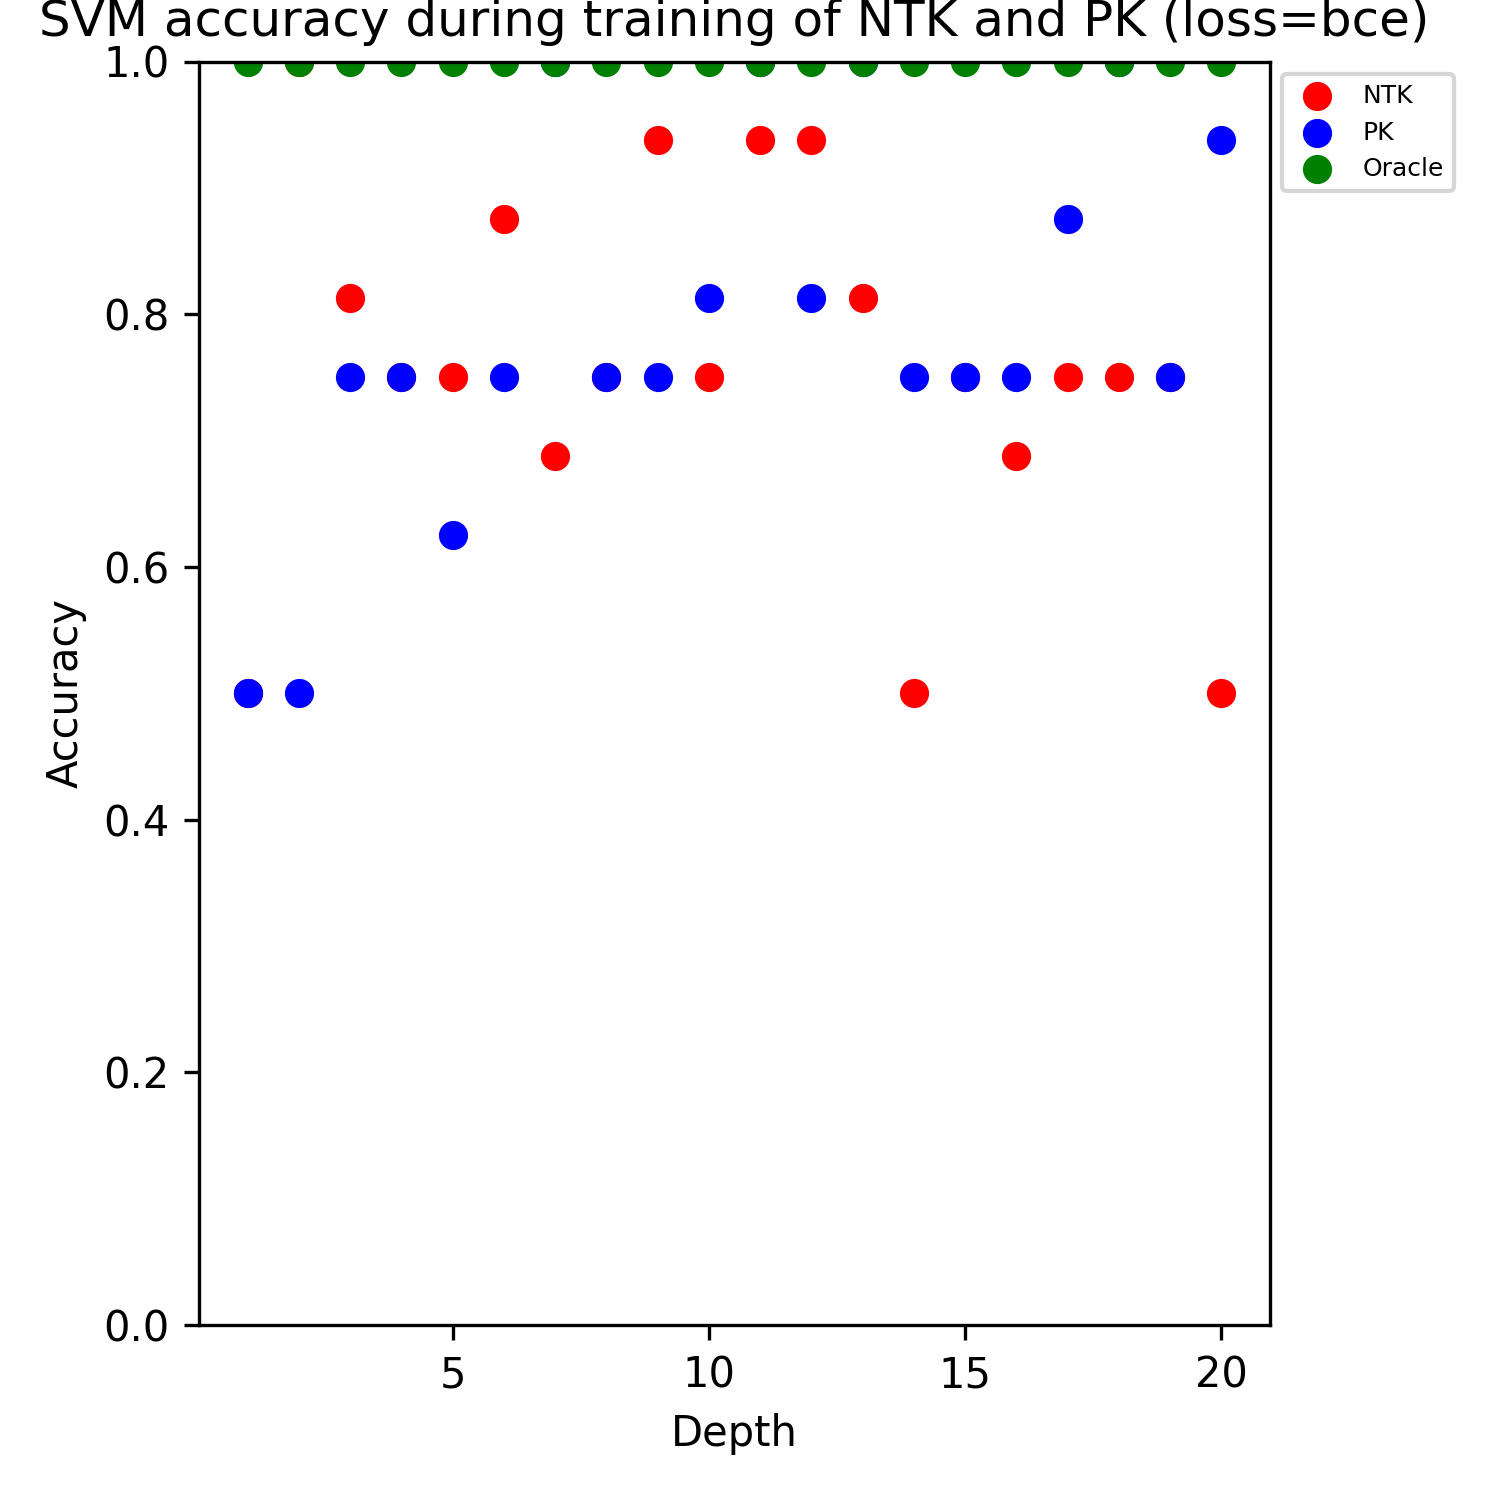 SVM accuracy during training of NTK and PK (loss=bce)
1.0
0.8
0.6
0.4
0.2
0.0
Accuracy
5 10 15 20
Depth
NTK
PK
Oracle